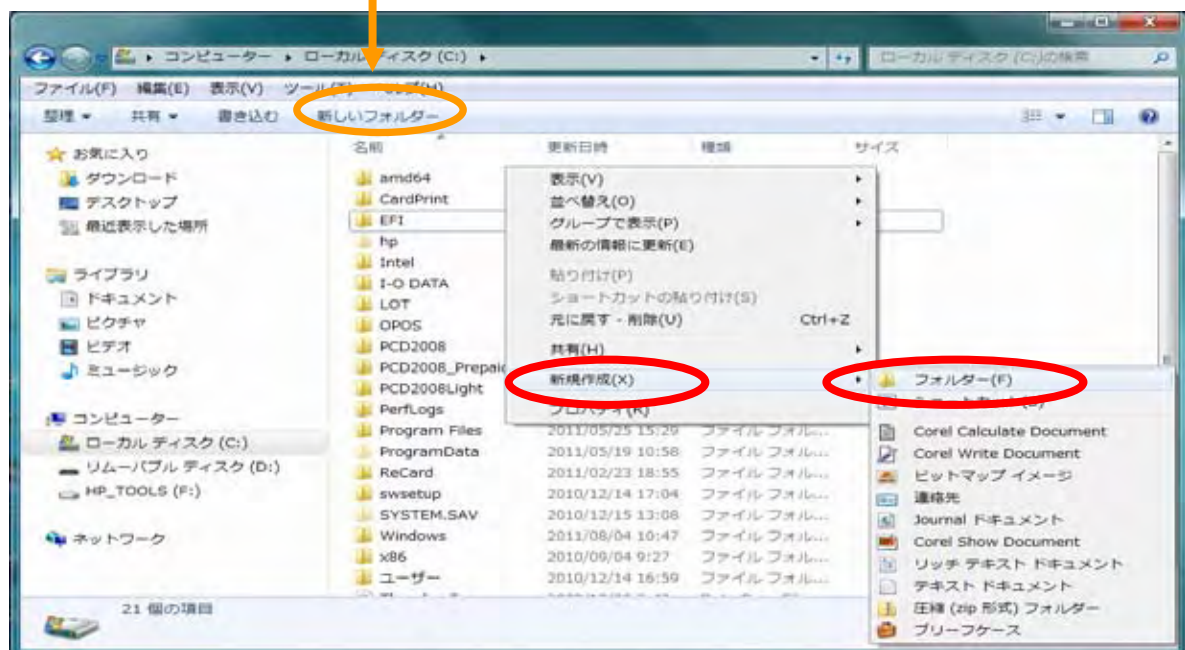 コンピューター ▸ ローカル ディスク (C:) ▸
ローカル ディスク (C:)の検索
ファイル(F) 編集(E) 表示(V) ツール(T) ヘルプ(H)
整理 共有 書き込む 新しいフォルダー
名前 更新日時 種類 サイズ
お気に入り
ダウンロード
デスクトップ
最近表示した場所
ライブラリ
ドキュメント
ピクチャ
ビデオ
ミュージック
コンピューター
ローカル ディスク (C:)
リムーバブル ディスク (D:)
HP_TOOLS (F:)
ネットワーク
amd64
CardPrint
EFI
hp
Intel
I-O DATA
LOT
OPOS
PCD2008
PCD2008_Prepaid
PCD2008Light
PerfLogs
Program Files 2011/05/25 15:29 ファイル フォル...
ProgramData 2011/05/19 10:58 ファイル フォル...
ReCard 2011/02/23 18:55 ファイル フォル...
swsetup 2010/12/14 17:04 ファイル フォル...
SYSTEM.SAV 2010/12/15 13:08 ファイル フォル...
Windows 2011/08/04 10:47 ファイル フォル...
x86 2010/09/04 9:27 ファイル フォル...
ユーザー 2010/12/14 16:59 ファイル フォル...
表示(V)
並べ替え(O)
グループで表示(P)
最新の情報に更新(E)
貼り付け(P)
ショートカットの貼り付け(S)
元に戻す - 削除(U) Ctrl+Z
共有(H)
新規作成(X)
プロパティ(R)
フォルダー(F)
ショートカット(S)
Corel Calculate Document
Corel Write Document
ビットマップ イメージ
連絡先
Journal ドキュメント
Corel Show Document
リッチ テキスト ドキュメント
テキスト ドキュメント
圧縮 (zip 形式) フォルダー
ブリーフケース
21 個の項目